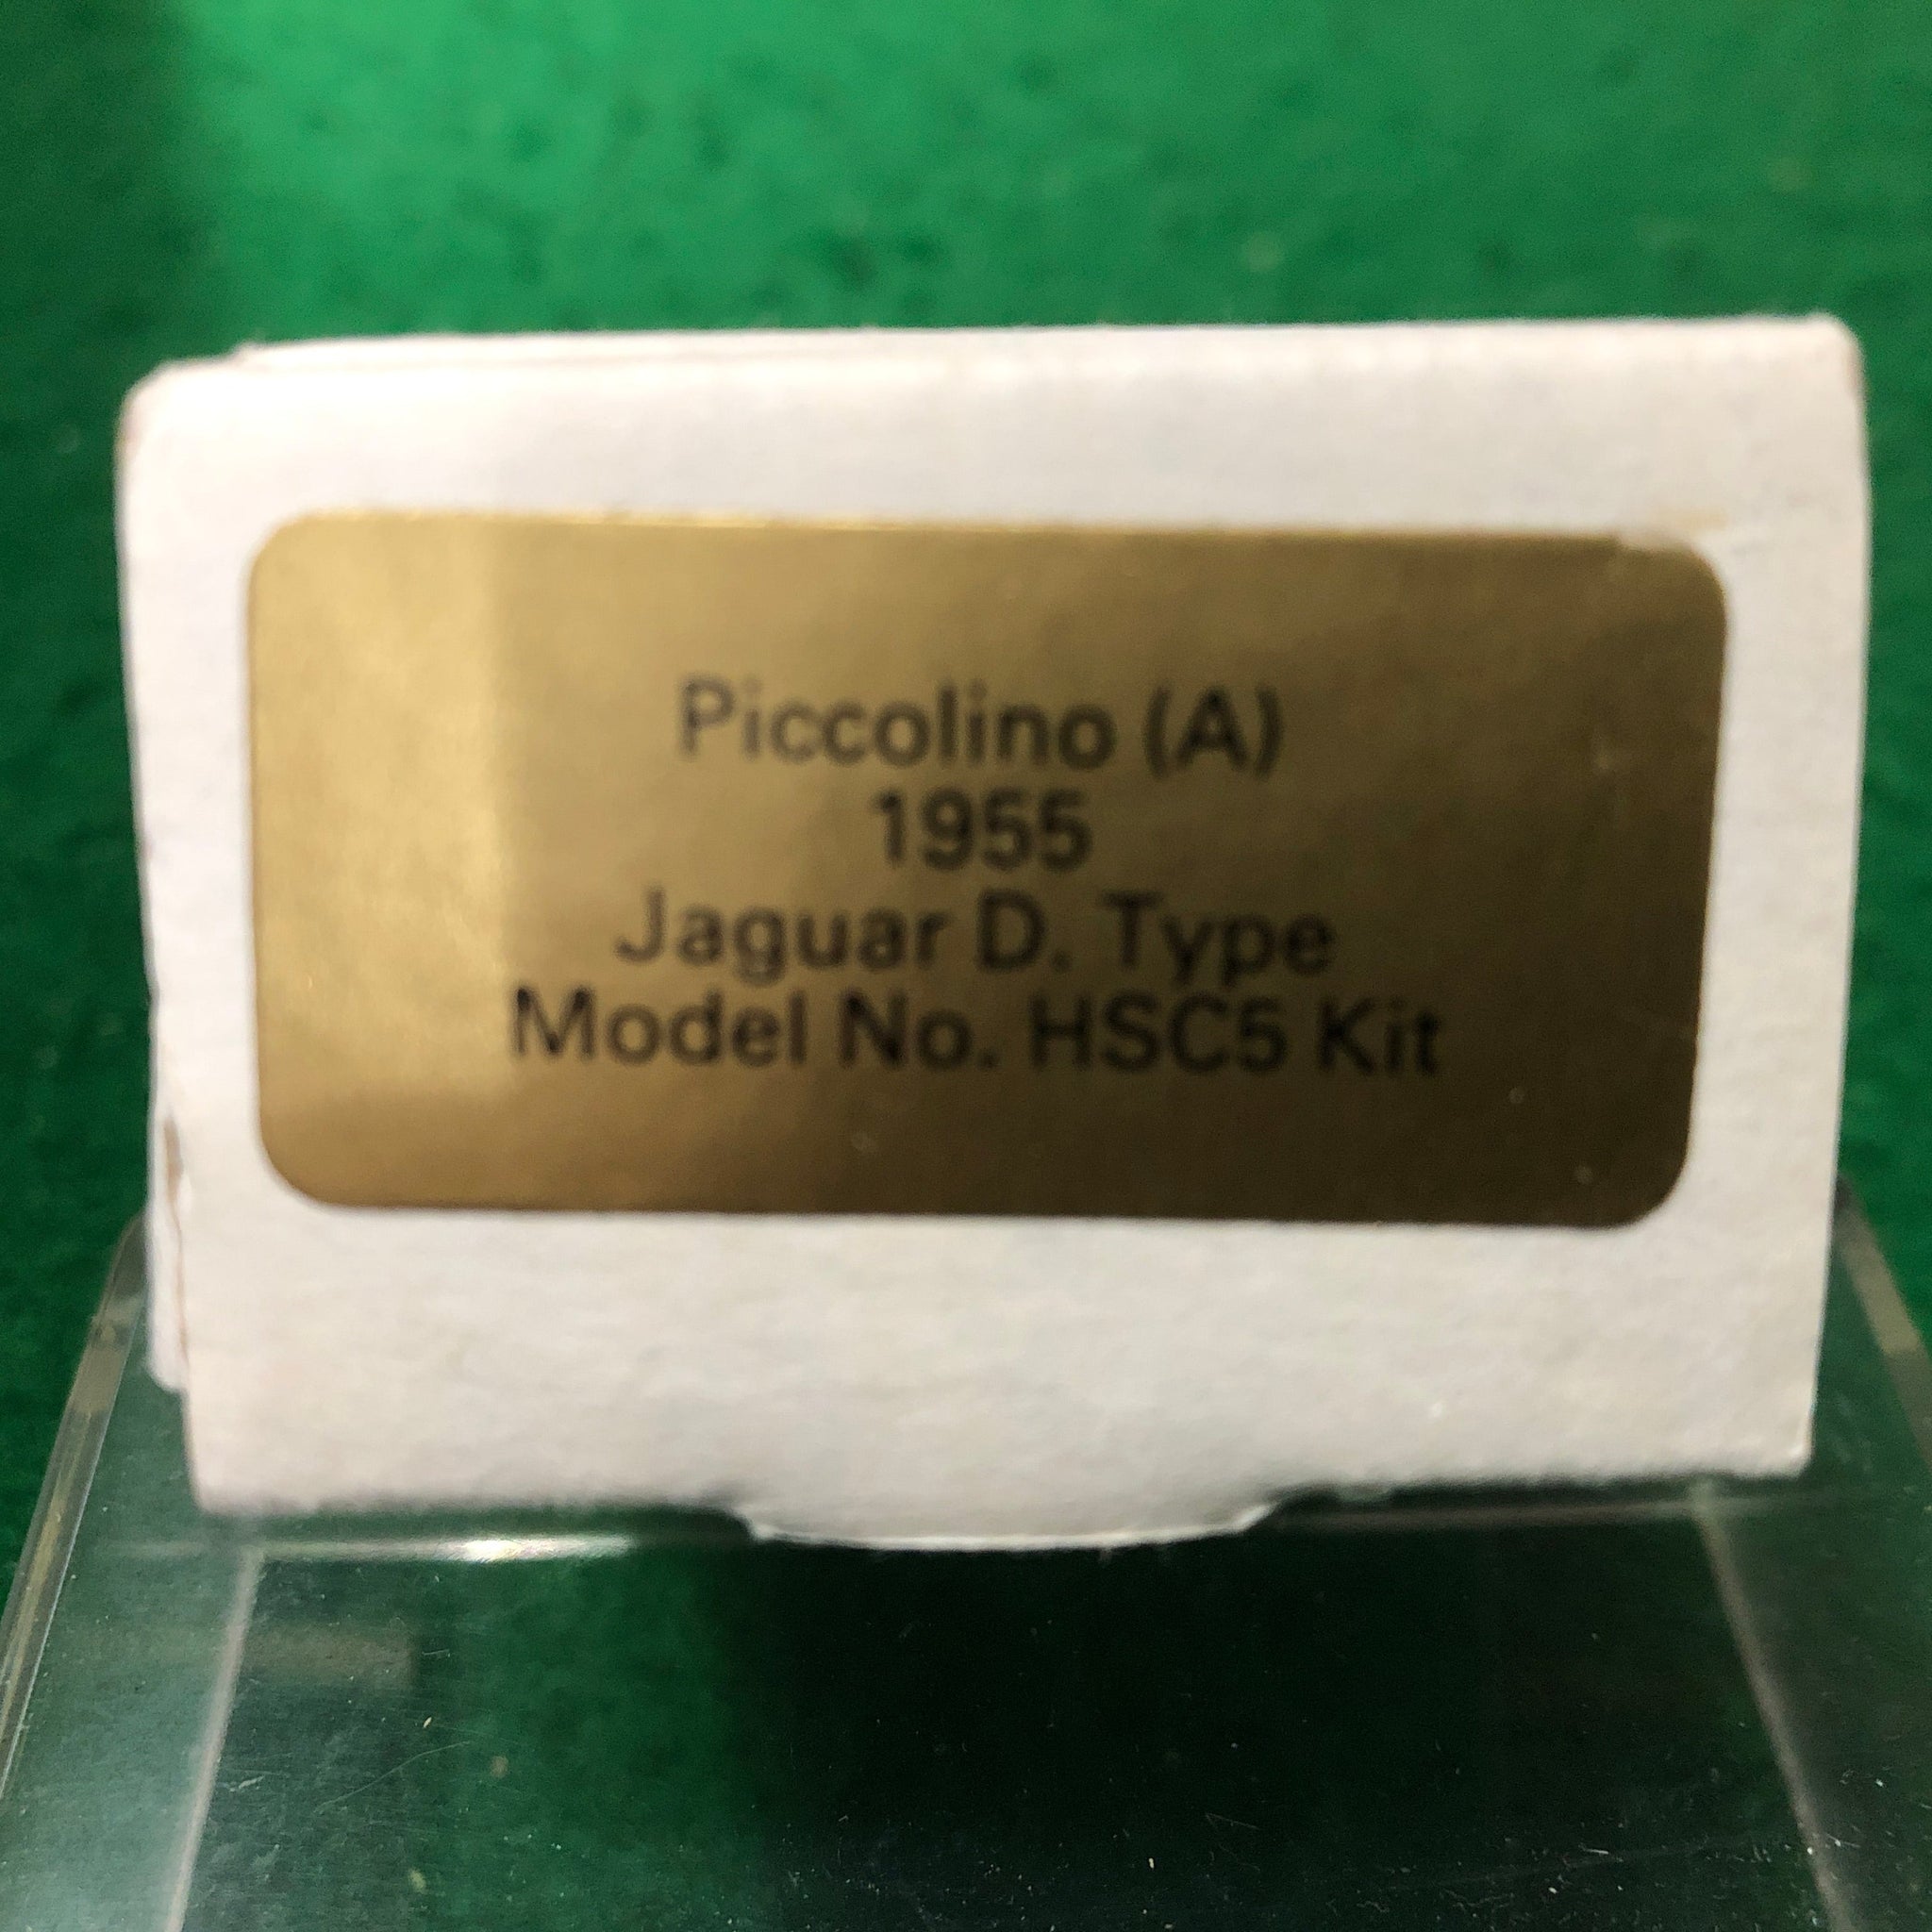 Piccolino (A)
1955
Jaguar D. Type
Model No. HSC5 Kit